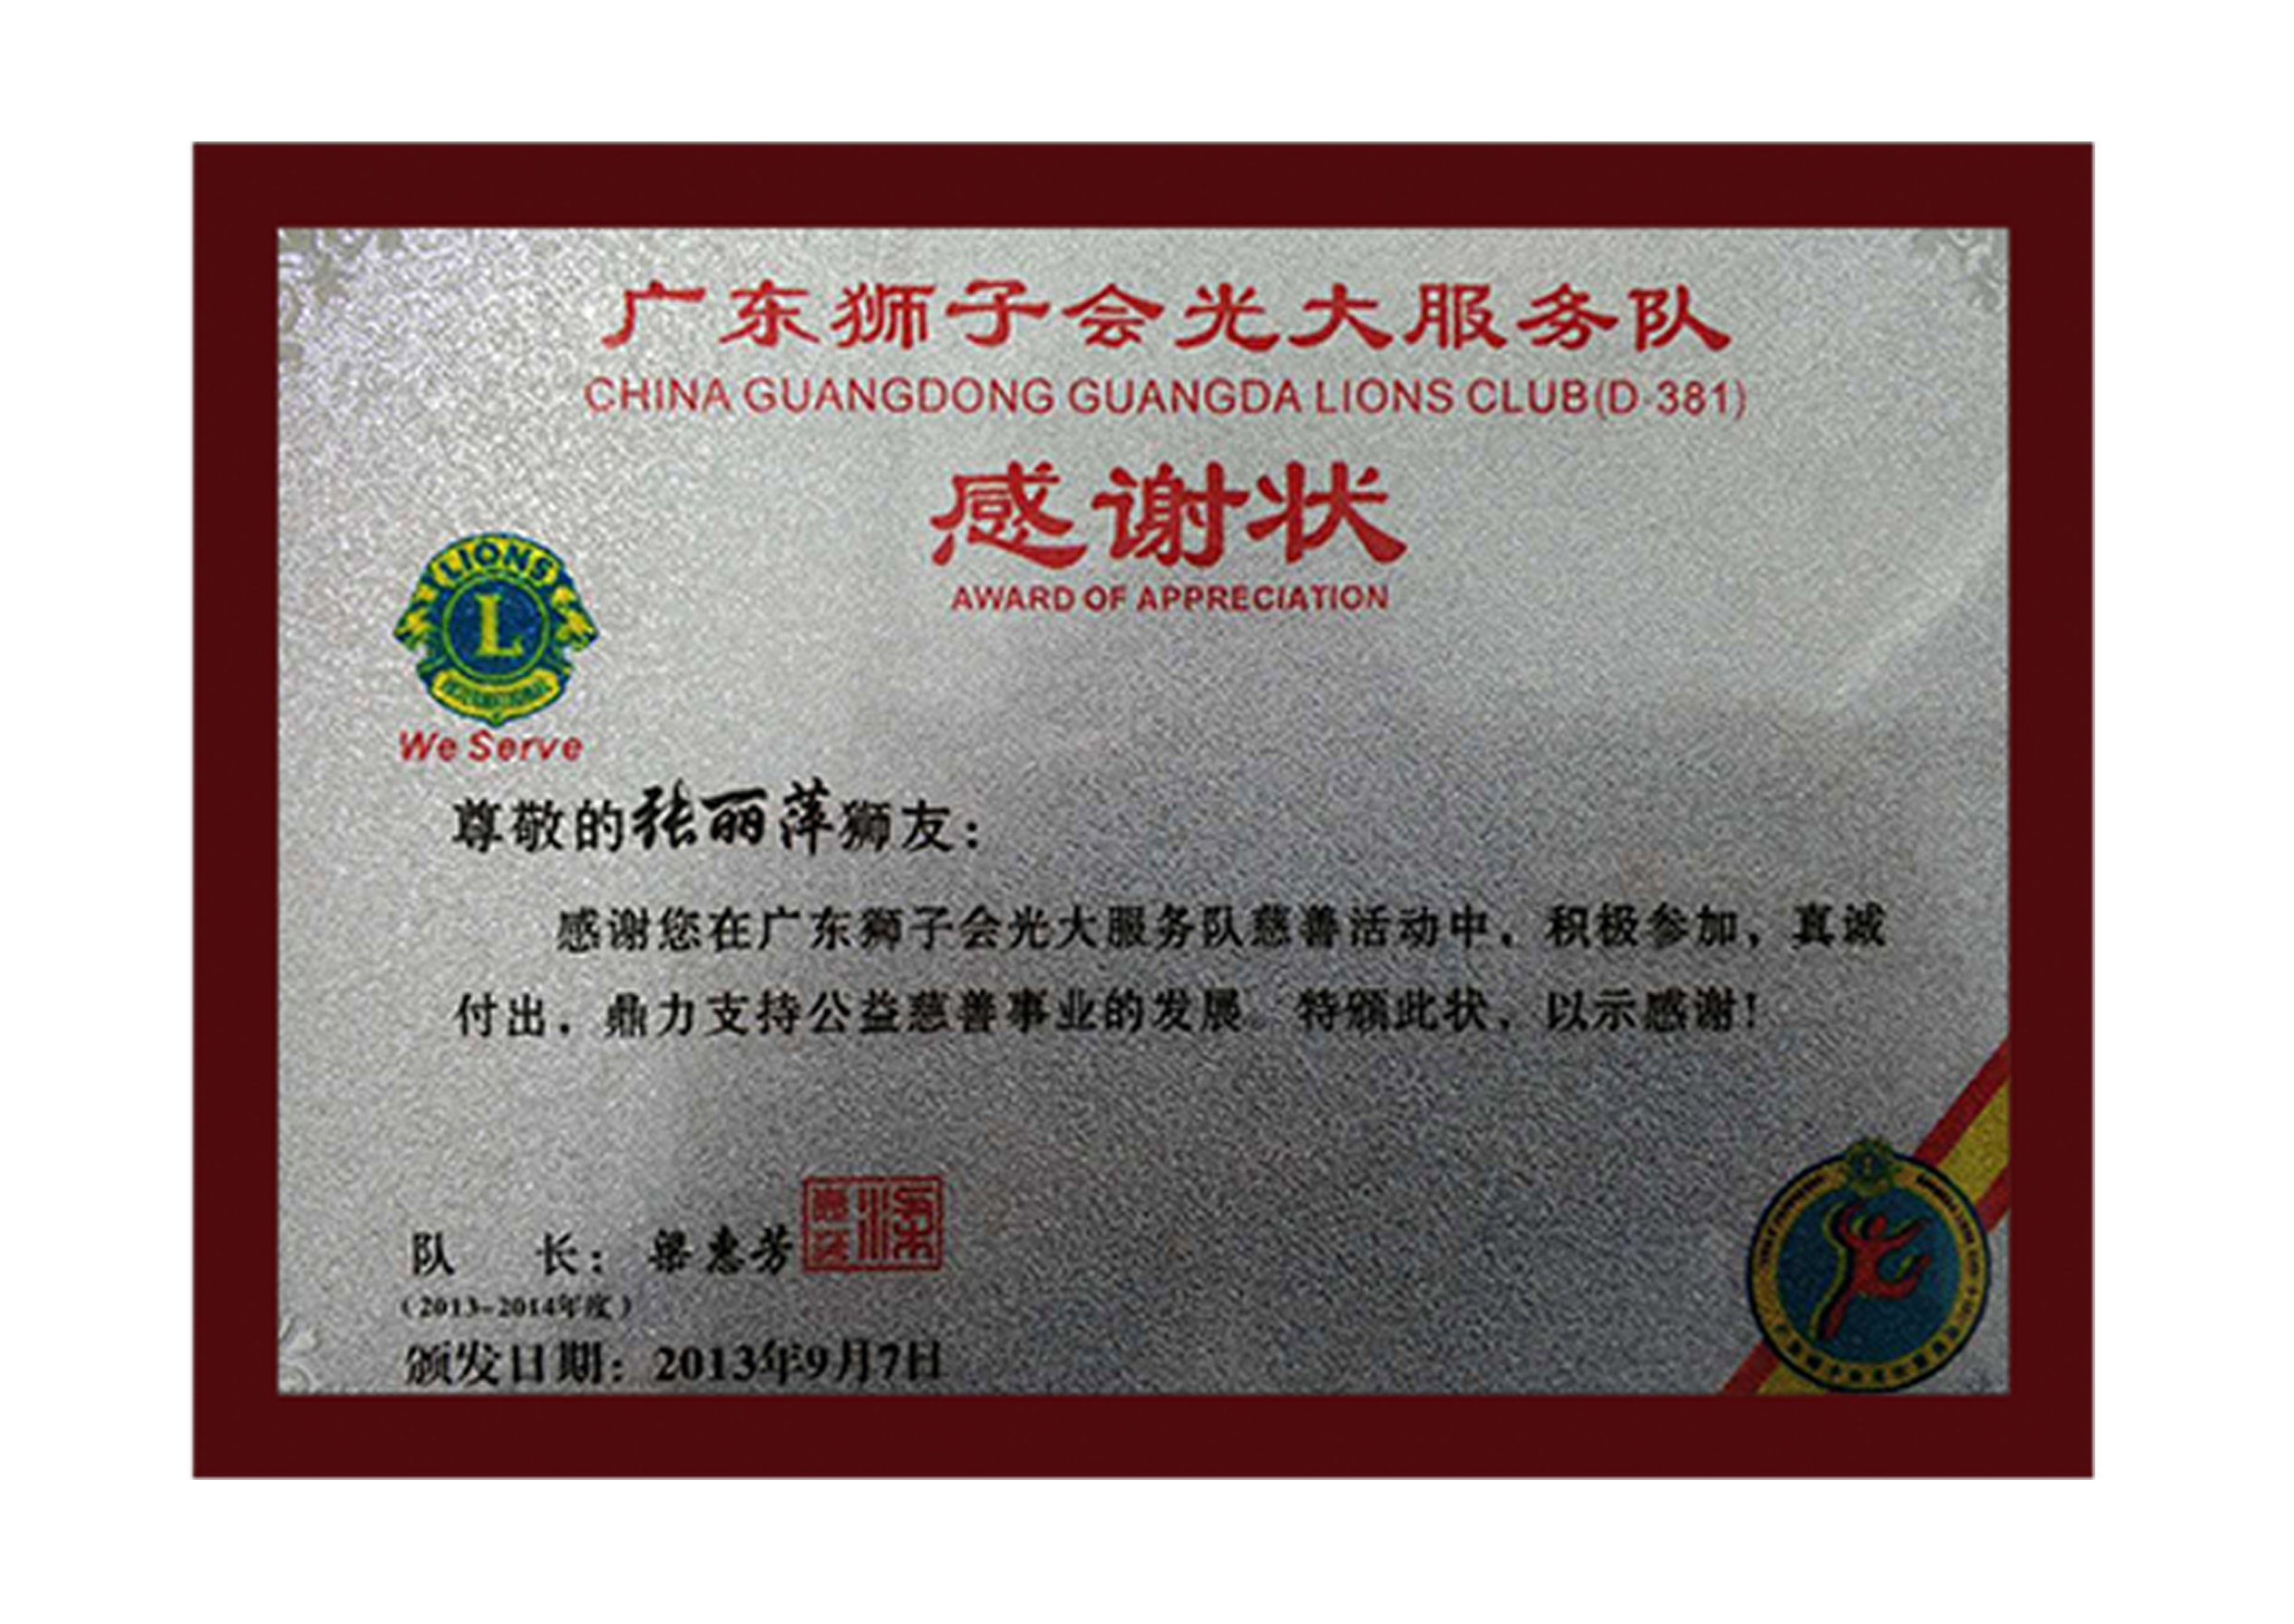 广东狮子会光大服务队
CHINA GUANGDONG GUANGDA LIONS CLUB(D-381)
感谢状
AWARD OF APPRECIATION
LIONS
L
INTERNATIONAL
We Serve
尊敬的张丽萍狮友：
感谢您在广东狮子会光大服务队慈善活动中，积极参加，真诚
付出，鼎力支持公益慈善事业的发展。特颁此状，以示感谢！
队 长：梁惠芳
（2013-2014年度）
颁发日期：2013年9月7日